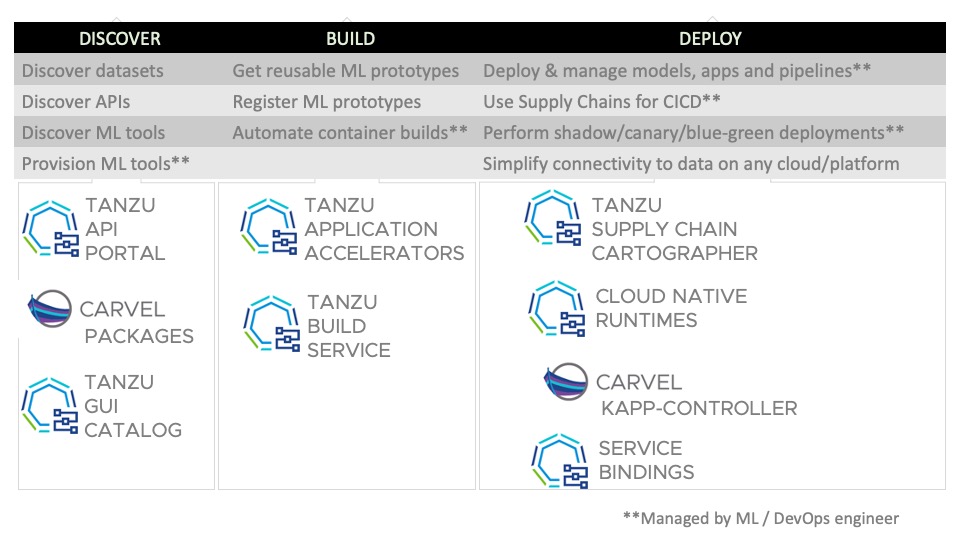 DISCOVER BUILD DEPLOY
Discover datasets Get reusable ML prototypes Deploy & manage models, apps and pipelines**
Discover APIs Register ML prototypes Use Supply Chains for CICD**
Discover ML tools Automate container builds** Perform shadow/canary/blue-green deployments**
Provision ML tools** Simplify connectivity to data on any cloud/platform
TANZU
API
PORTAL
CARVEL
PACKAGES
TANZU
GUI
CATALOG
TANZU
APPLICATION
ACCELERATORS
TANZU
BUILD
SERVICE
TANZU
SUPPLY CHAIN
CARTOGRAPHER
CLOUD NATIVE
RUNTIMES
CARVEL
KAPP-CONTROLLER
SERVICE
BINDINGS
**Managed by ML / DevOps engineer